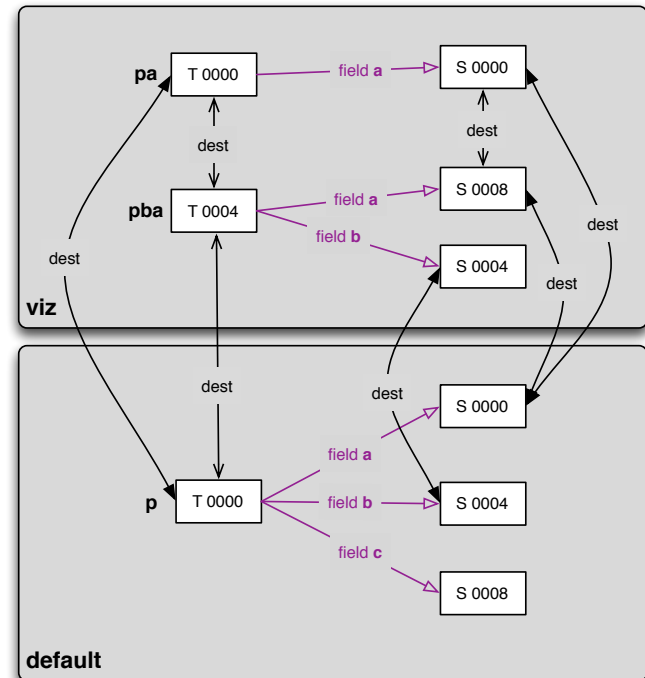 pa T 0000 field a S 0000
dest dest
pba T 0004 field a S 0008
field b
dest S 0004 dest dest
viz
dest dest S 0000
field a
p T 0000 field b S 0004
field c
S 0008
default